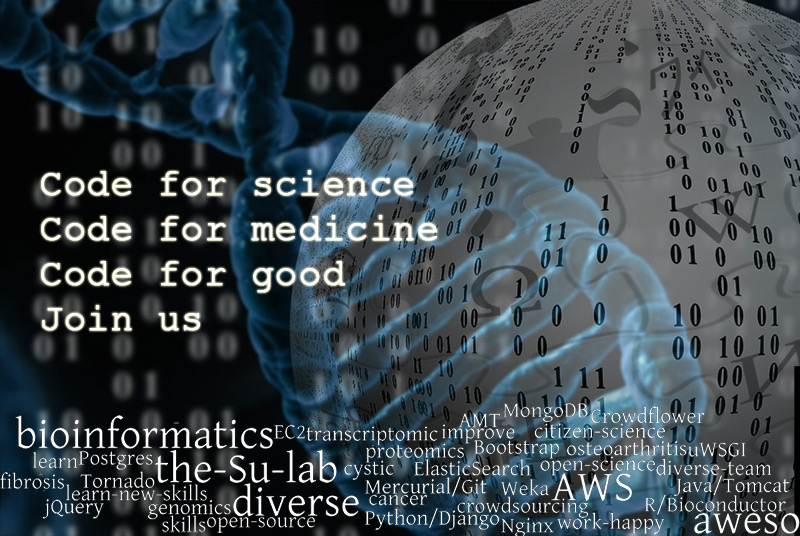 Code for science
Code for medicine
Code for good
Join us
AMT MongoDB Crowdflower
bioinformatics EC2 transcriptomic improve citizen-science
proteomics Bootstrap osteoarthritis uWSGI
learn Postgres the-Su-lab cystic ElasticSearch open-science diverse-team
fibrosis Tornado Mercurial/Git Weka AWS Java/Tomcat
learn-new-skills diverse cancer crowdsourcing R/Bioconductor
jQuery genomics Python/Django Nginx work-happy aweso
skills open-source